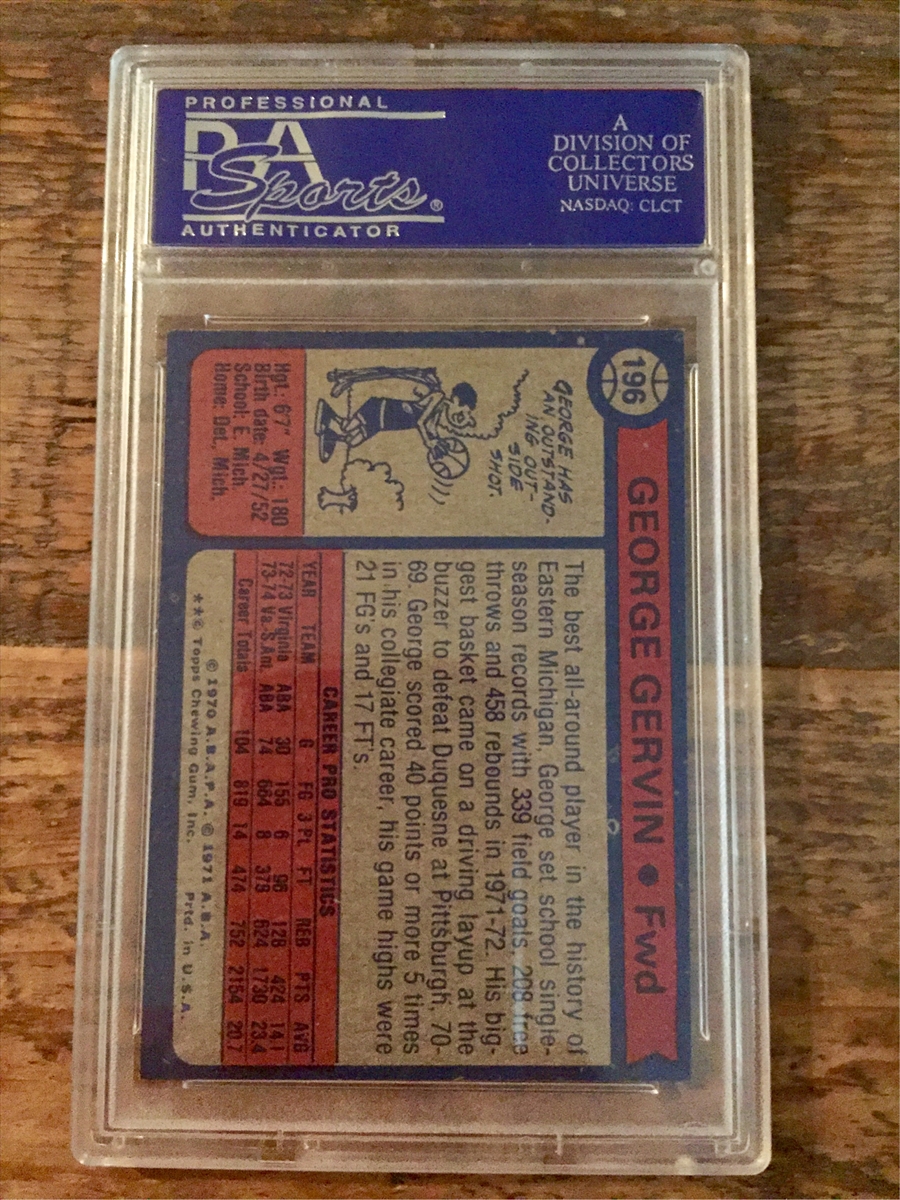 PROFESSIONAL
PSA
Sports®
AUTHENTICATOR
A
DIVISION OF
COLLECTORS
UNIVERSE
NASDAQ: CLCT
196
GEORGE GERVIN • Fwd
GEORGE HAS
AN OUTSTAND-
ING OUT-
SIDE
SHOT.
Hgt.: 6'7" Wgt.: 180
Birth date: 4/27/52
School: E. Mich.
Home: Det., Mich.
The best all-around player in the history of
Eastern Michigan, George set school single-
season records with 339 field goals, 208 free
throws and 458 rebounds in 1971-72. His big-
gest basket came on a driving layup at the
buzzer to defeat Duquesne at Pittsburgh, 70-
69. George scored 40 points or more 5 times
in his collegiate career, his game highs were
21 FG's and 17 FT's.
CAREER PRO STATISTICS
YEAR TEAM G FG 3 Pt. FT REB PTS AVG
72-73 Virginia ABA 30 155 6 96 128 424 14.1
73-74 Va.-S.Ant. ABA 74 664 8 378 624 1730 23.4
Career Totals 104 819 14 474 752 2154 20.7
© 1970 A.B.A.P.A. © 1971 A.B.A.
**© Topps Chewing Gum, Inc. Prtd. in U.S.A.